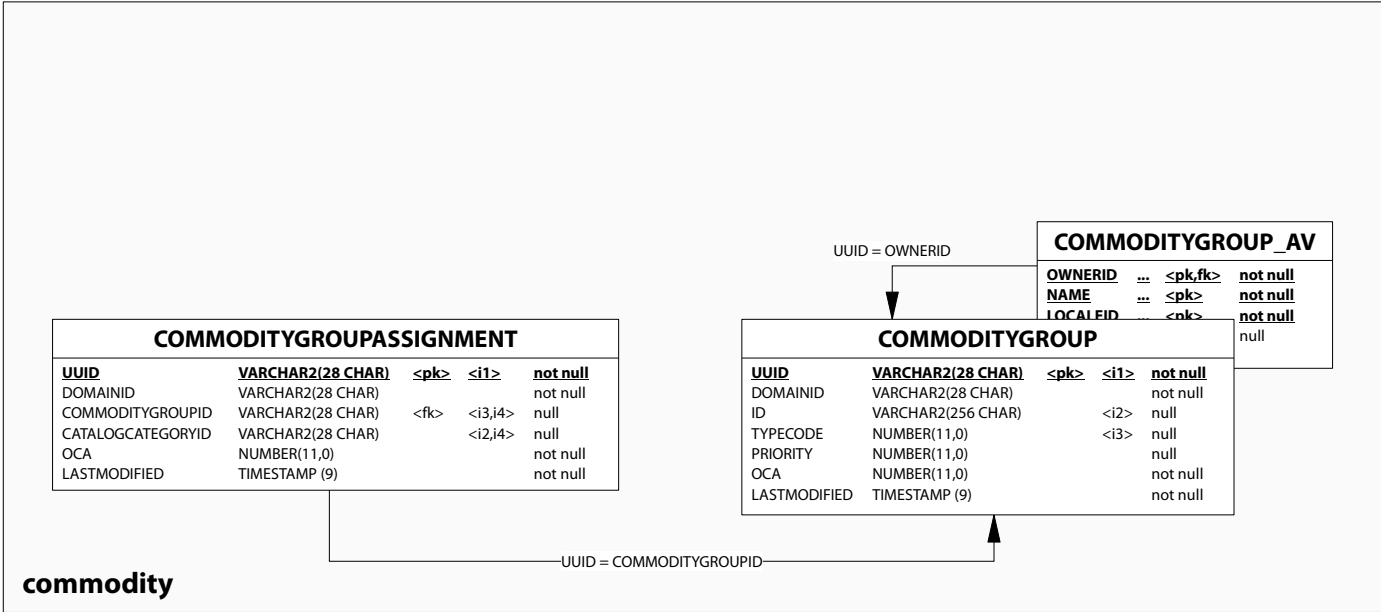 UUID = OWNERID
COMMODITYGROUP_AV
OWNERID ... <pk,fk> not null
NAME ... <pk> not null
LOCALEID ... <pk> not null
null
COMMODITYGROUPASSIGNMENT
UUID VARCHAR2(28 CHAR) <pk> <i1> not null
DOMAINID VARCHAR2(28 CHAR) not null
COMMODITYGROUPID VARCHAR2(28 CHAR) <fk> <i3,i4> null
CATALOGCATEGORYID VARCHAR2(28 CHAR) <i2,i4> null
OCA NUMBER(11,0) not null
LASTMODIFIED TIMESTAMP (9) not null
COMMODITYGROUP
UUID VARCHAR2(28 CHAR) <pk> <i1> not null
DOMAINID VARCHAR2(28 CHAR) not null
ID VARCHAR2(256 CHAR) <i2> null
TYPECODE NUMBER(11,0) <i3> null
PRIORITY NUMBER(11,0) null
OCA NUMBER(11,0) not null
LASTMODIFIED TIMESTAMP (9) not null
UUID = COMMODITYGROUPID
commodity